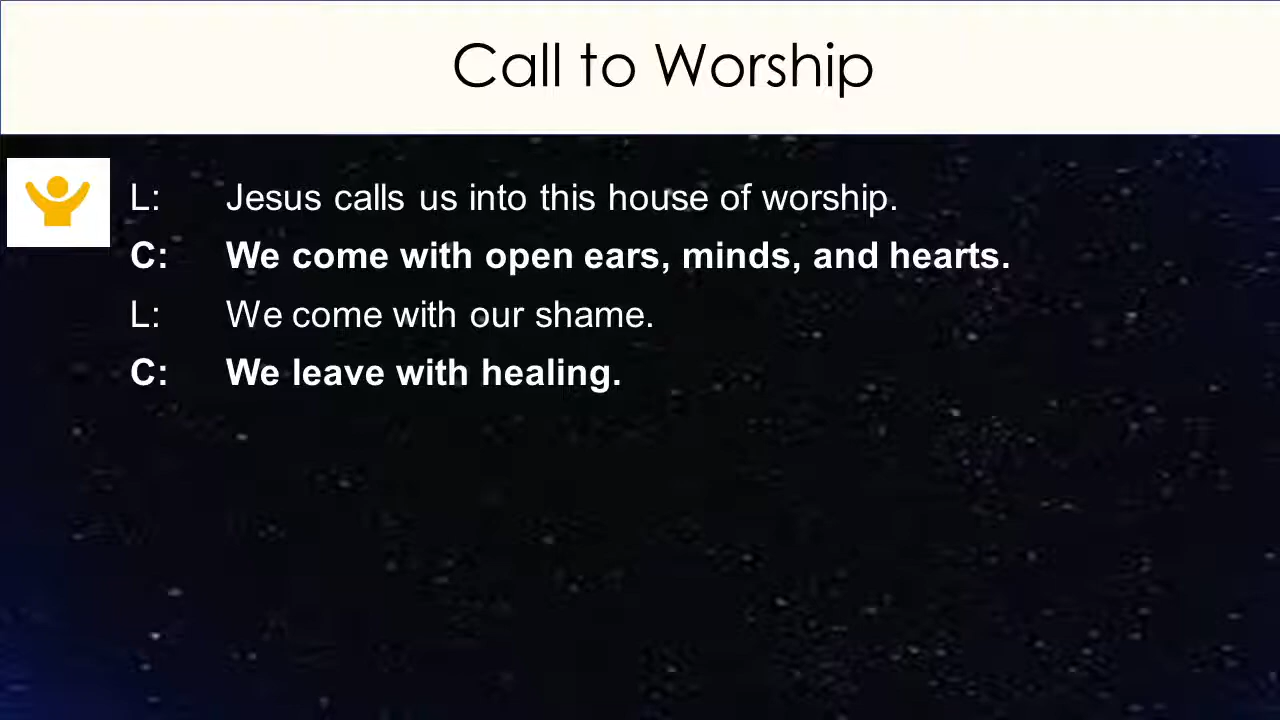 Call to Worship
L: Jesus calls us into this house of worship.
C: We come with open ears, minds, and hearts.
L: We come with our shame.
C: We leave with healing.